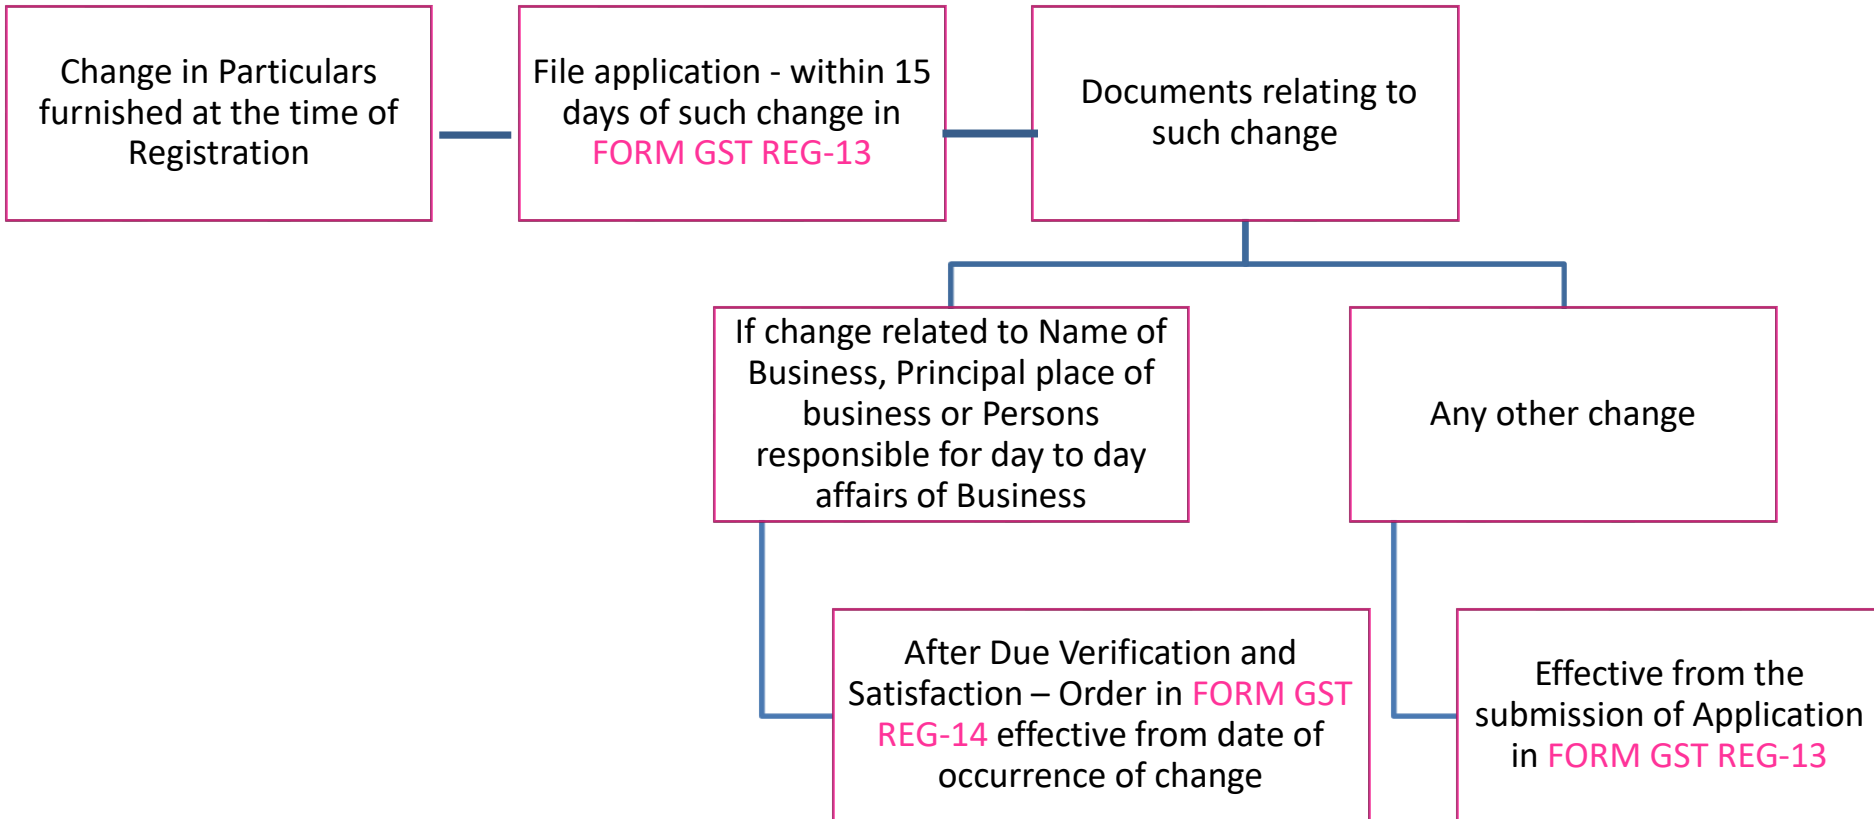 Change in Particulars
furnished at the time of
Registration
File application - within 15
days of such change in
FORM GST REG-13
Documents relating to
such change
If change related to Name of
Business, Principal place of
business or Persons
responsible for day to day
affairs of Business
Any other change
After Due Verification and
Satisfaction – Order in FORM GST
REG-14 effective from date of
occurrence of change
Effective from the
submission of Application
in FORM GST REG-13